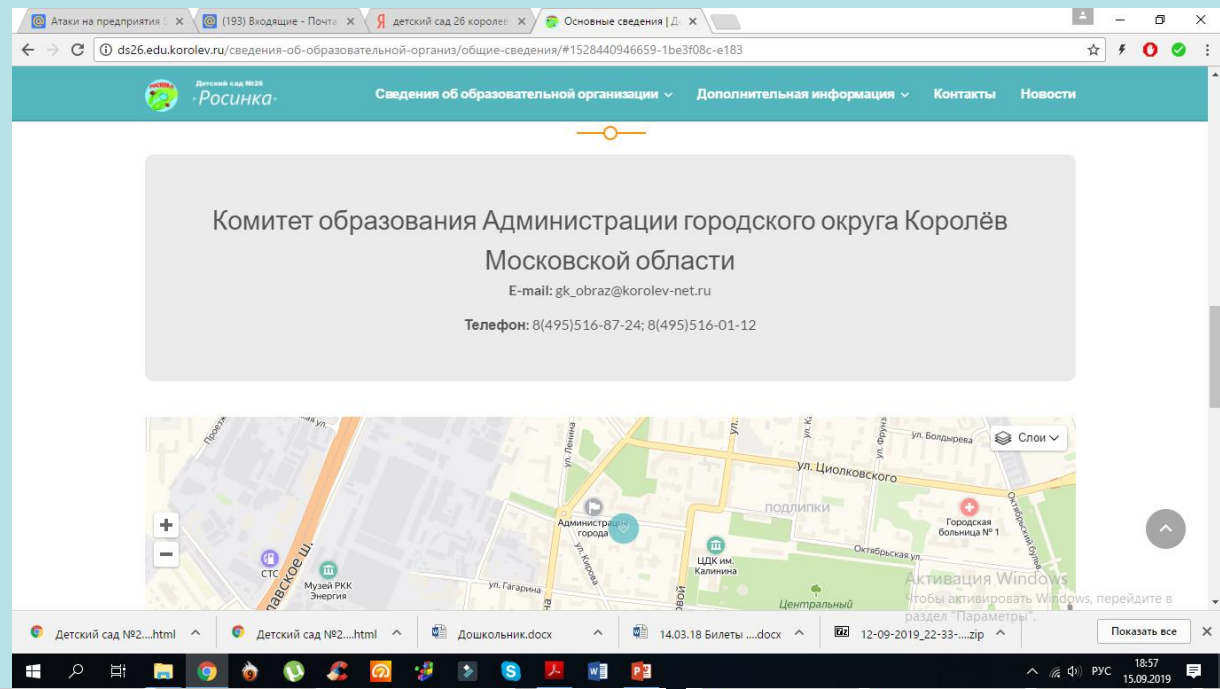 Атаки на предприятия
(193) Входящие - Почта
детский сад 26 королев
Основные сведения | Д
ds26.edu.korolev.ru/сведения-об-образовательной-организ/общие-сведения/#1528440946659-1be3f08c-e183
Детский сад №26
Росинка
Сведения об образовательной организации
Дополнительная информация
Контакты
Новости
Комитет образования Администрации городского округа Королёв
Московской области
E-mail: gk_obraz@korolev-net.ru
Телефон: 8(495)516-87-24; 8(495)516-01-12
ул. Ленина
ул. Фрунзе
ул. Болдырева
Слои
ул. Циолковского
подлипки
Администрация
города
Городская
больница № 1
ЦДК им.
Калинина
Октябрьская ул.
СТС
Музей РКК
Энергия
ул. Гагарина
ул. Кирова
Центральный
Активация Windows
Чтобы активировать Windows, перейдите в
раздел "Параметры".
Детский сад №2....html
Детский сад №2....html
Дошкольник.docx
14.03.18 Билеты ....docx
12-09-2019_22-33-....zip
Показать все
РУС
18:57
15.09.2019